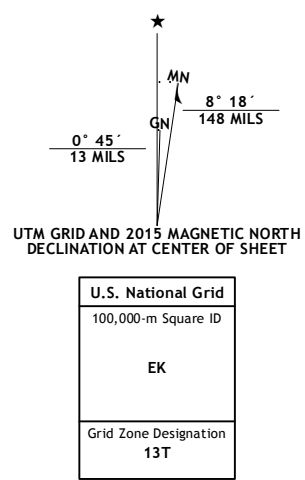 ★
MN
8° 18´
148 MILS
GN
0° 45´
13 MILS
UTM GRID AND 2015 MAGNETIC NORTH
DECLINATION AT CENTER OF SHEET
U.S. National Grid
100,000-m Square ID
EK
Grid Zone Designation
13T